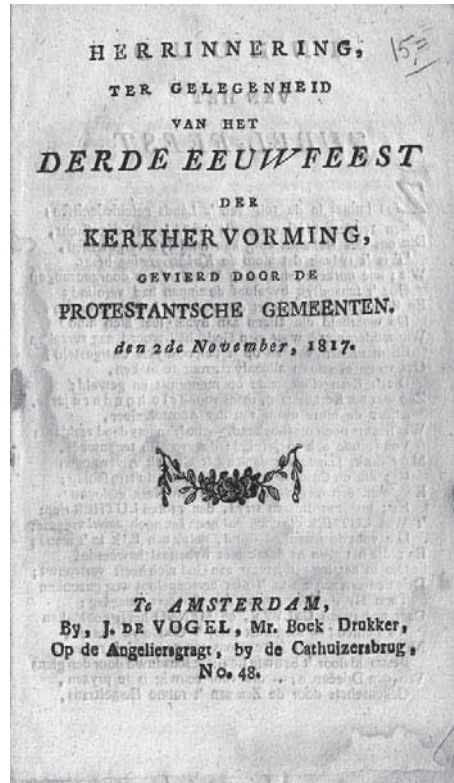 HERRINNERING,
15,=
TER GELEGENHEID
VAN HET
DERDE EEUWFEEST
DER
KERKHERVORMING,
GEVIERD DOOR DE
PROTESTANTSCHE GEMEENTEN.
den 2de November, 1817.
Te AMSTERDAM,
By, J. DE VOGEL, Mr. Boek Drukker,
Op de Angeliersgragt, by de Cathuizersbrug,
No. 48.